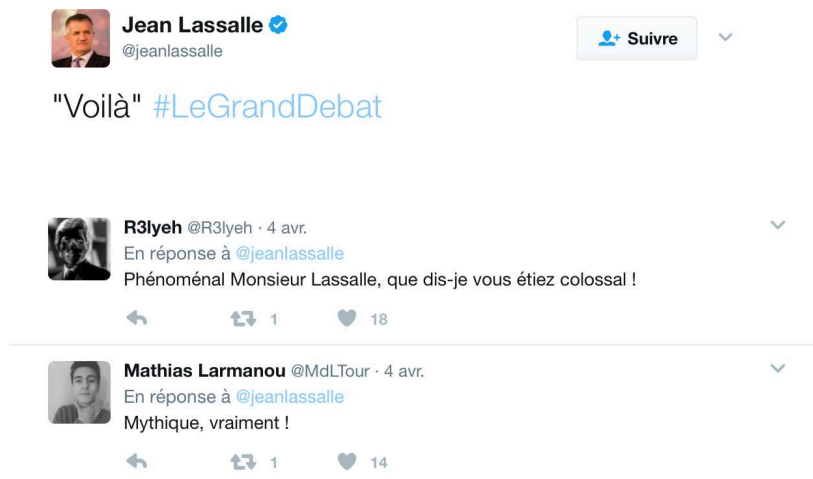 Jean Lassalle
@jeanlassalle
Suivre
"Voilà" #LeGrandDebat
R3lyeh @R3lyeh · 4 avr.
En réponse à @jeanlassalle
Phénoménal Monsieur Lassalle, que dis-je vous étiez colossal !
1 18
Mathias Larmanou @MdLTour · 4 avr.
En réponse à @jeanlassalle
Mythique, vraiment !
1 14